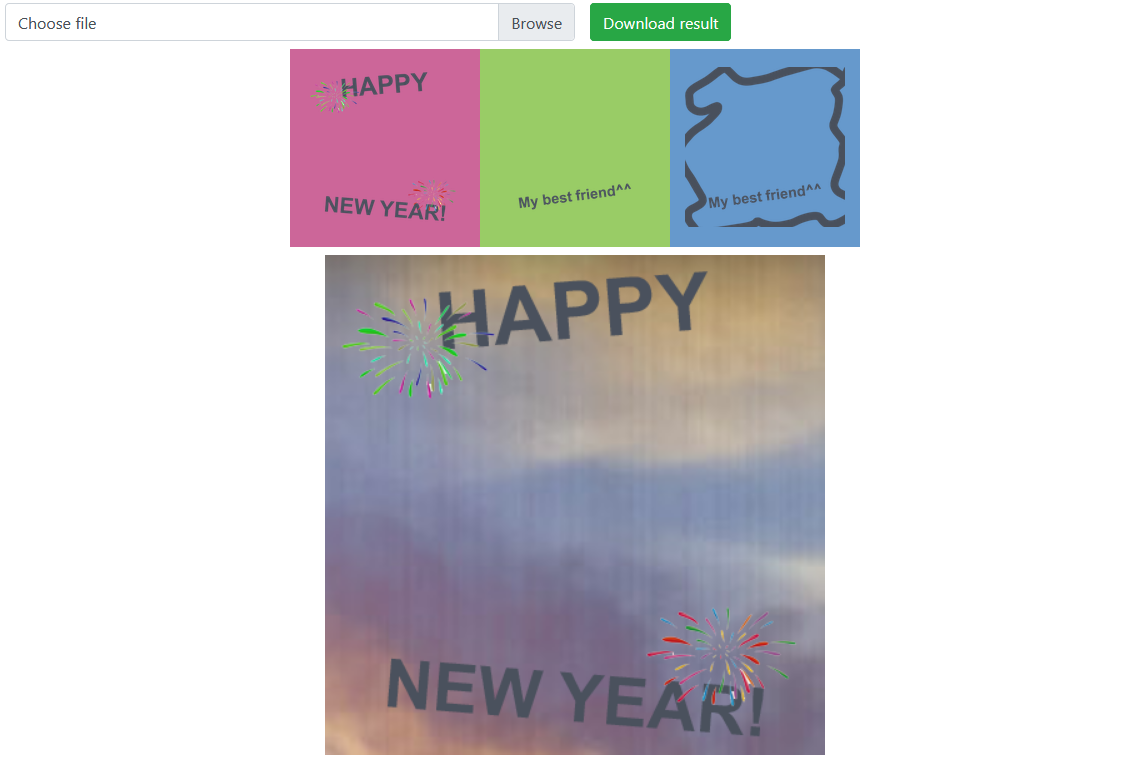 Choose file
Browse
Download result
HAPPY
NEW YEAR!
My best friend^^
My best friend^^
HAPPY
NEW YEAR!